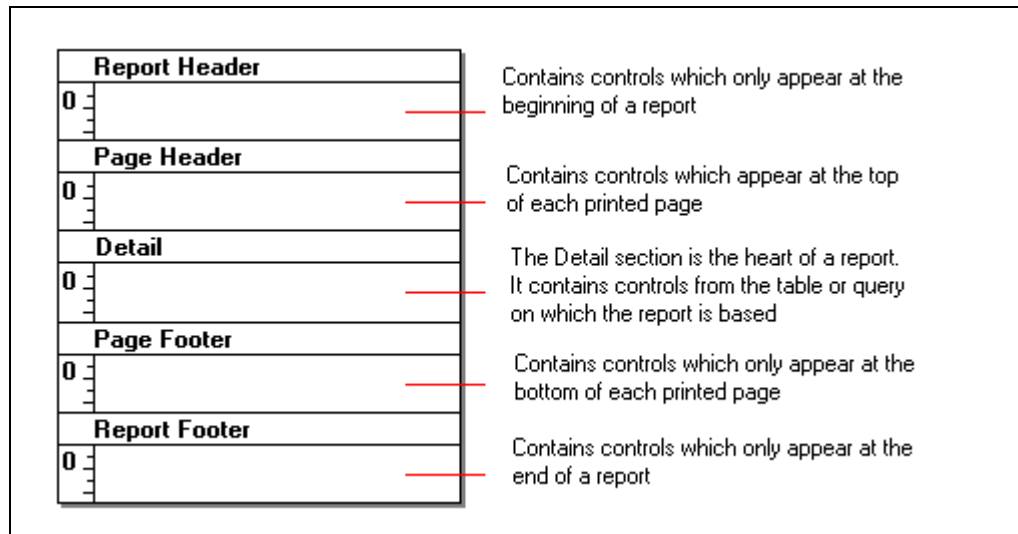 Report Header
0
Contains controls which only appear at the
beginning of a report
Page Header
0
Contains controls which appear at the top
of each printed page
Detail
0
The Detail section is the heart of a report.
It contains controls from the table or query
on which the report is based
Page Footer
0
Contains controls which only appear at the
bottom of each printed page
Report Footer
0
Contains controls which only appear at the
end of a report